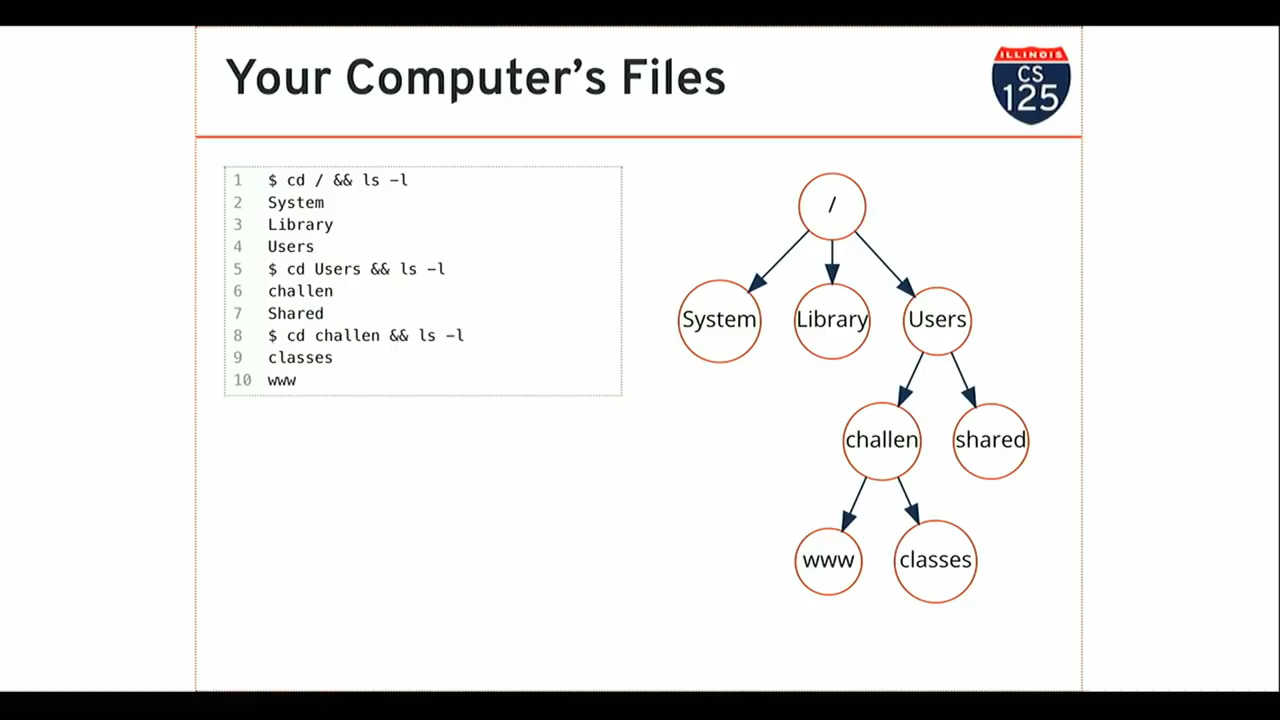 Your Computer's Files
ILLINOIS
CS
125
1 $ cd / && ls -l
2 System
3 Library
4 Users
5 $ cd Users && ls -l
6 challen
7 Shared
8 $ cd challen && ls -l
9 classes
10 www
/
System Library Users
challen shared
www classes